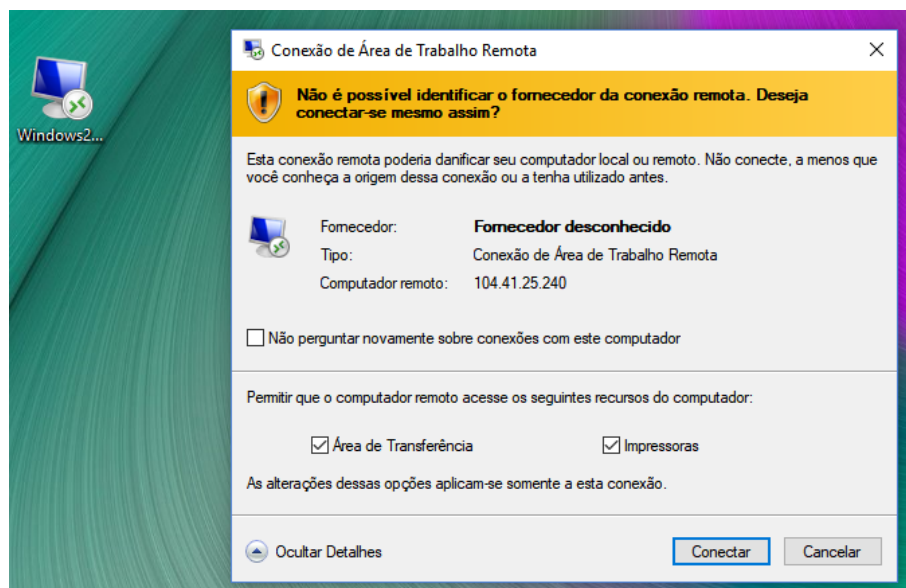 Windows2...
Conexão de Área de Trabalho Remota
Não é possível identificar o fornecedor da conexão remota. Deseja
conectar-se mesmo assim?
Esta conexão remota poderia danificar seu computador local ou remoto. Não conecte, a menos que
você conheça a origem dessa conexão ou a tenha utilizado antes.
Fornecedor: Fornecedor desconhecido
Tipo: Conexão de Área de Trabalho Remota
Computador remoto: 104.41.25.240
Não perguntar novamente sobre conexões com este computador
Permitir que o computador remoto acesse os seguintes recursos do computador:
Área de Transferência Impressoras
As alterações dessas opções aplicam-se somente a esta conexão.
Ocultar Detalhes Conectar Cancelar